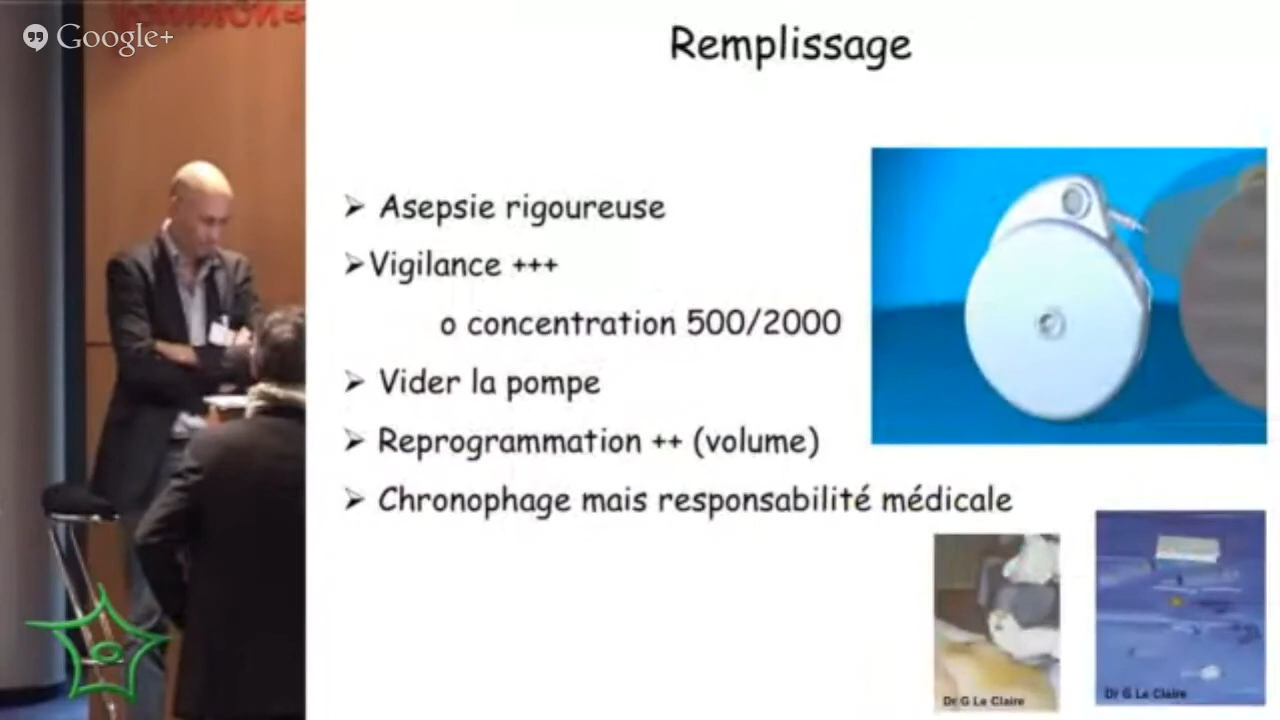 Google+
Remplissage
➢ Asepsie rigoureuse
➢Vigilance +++
o concentration 500/2000
➢ Vider la pompe
➢ Reprogrammation ++ (volume)
➢ Chronophage mais responsabilité médicale
Dr G Le Claire
Dr G Le Claire